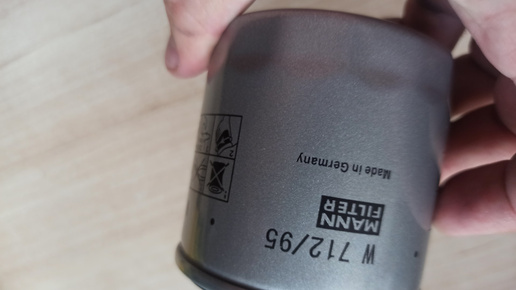 W 712/95
MANN
FILTER
Made in Germany